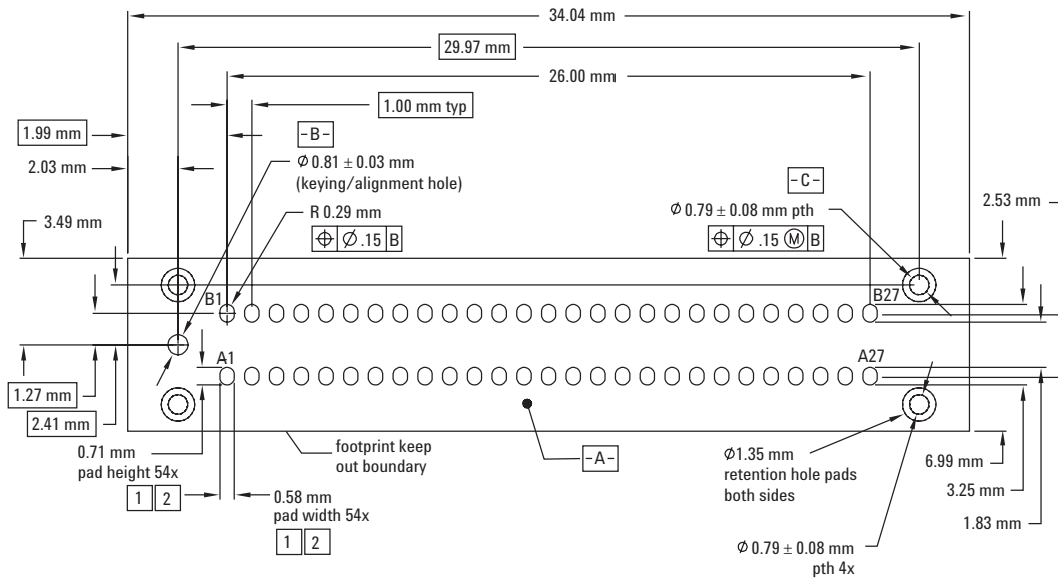 34.04 mm
29.97 mm
26.00 mm
1.00 mm typ
1.99 mm
-B-
2.03 mm
Ø 0.81 ± 0.03 mm
(keying/alignment hole)
-C-
3.49 mm
R 0.29 mm
Ø 0.79 ± 0.08 mm pth
2.53 mm
⌖ Ø .15 B
⌖ Ø .15 Ⓜ B
B1
B27
A1
A27
1.27 mm
2.41 mm
0.71 mm
pad height 54x
1 2
footprint keep
out boundary
-A-
Ø1.35 mm
retention hole pads
both sides
6.99 mm
3.25 mm
1.83 mm
0.58 mm
pad width 54x
1 2
Ø 0.79 ± 0.08 mm
pth 4x